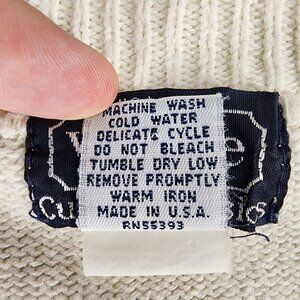 MACHINE WASH
COLD WATER
DELICATE CYCLE
DO NOT BLEACH
TUMBLE DRY LOW
REMOVE PROMPTLY
WARM IRON
MADE IN U.S.A.
RN55393